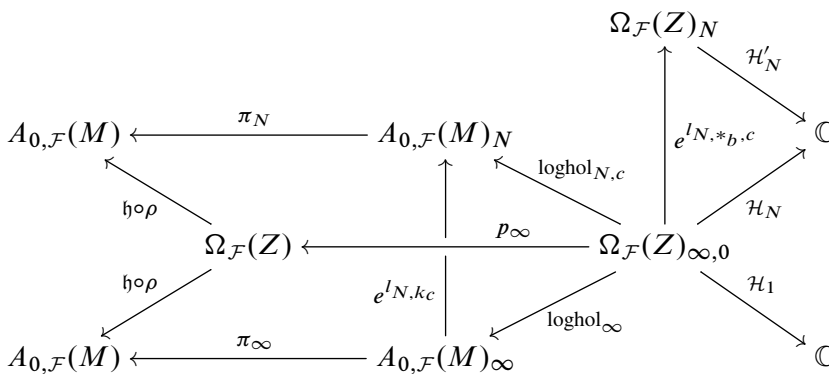 Ω_ℱ(Z)_N
ℋ′_N
A_{0,ℱ}(M) π_N A_{0,ℱ}(M)_N e^{l_{N,*_b,c}} ℂ
loghol_{N,c}
𝔥∘ρ ℋ_N
Ω_ℱ(Z) p_∞ Ω_ℱ(Z)_{∞,0}
𝔥∘ρ e^{l_{N,k_c}} loghol_∞ ℋ_1
A_{0,ℱ}(M) π_∞ A_{0,ℱ}(M)_∞ ℂ